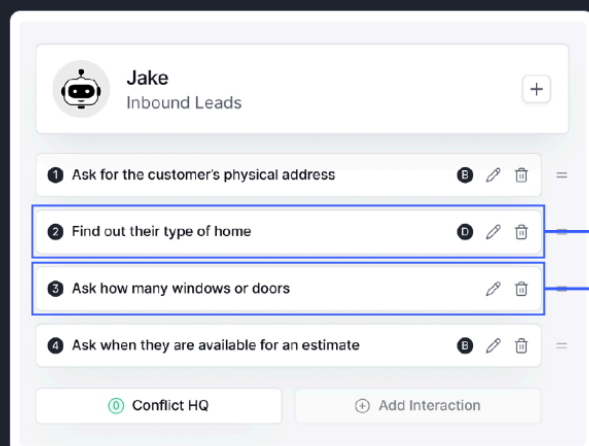 Jake
Inbound Leads
1 Ask for the customer's physical address B
2 Find out their type of home D
3 Ask how many windows or doors
4 Ask when they are available for an estimate B
0 Conflict HQ
Add Interaction